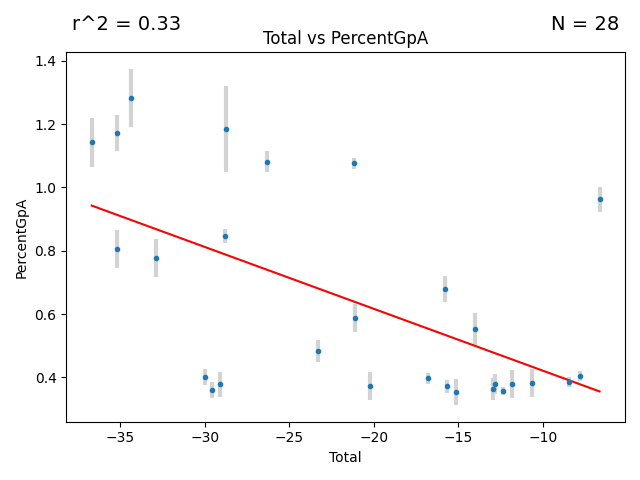 r^2 = 0.33
N = 28
Total vs PercentGpA
1.4
1.2
1.0
0.8
0.6
0.4
PercentGpA
−35
−30
−25
−20
−15
−10
Total